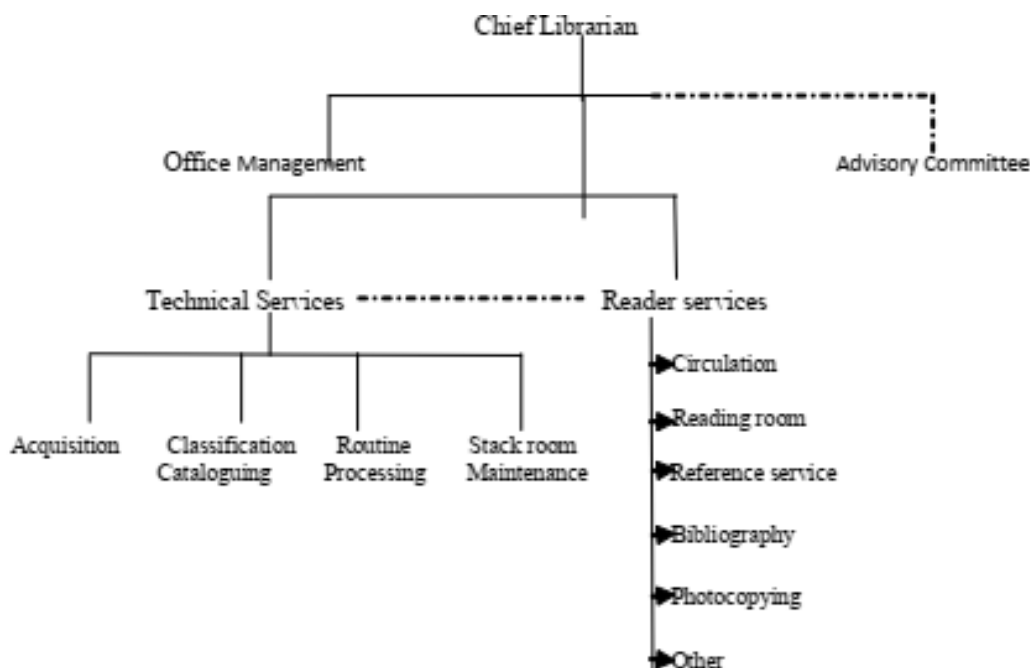 Chief Librarian
Office Management
Advisory Committee
Technical Services
Reader services
Circulation
Reading room
Reference service
Bibliography
Photocopying
Other
Acquisition
Classification
Cataloguing
Routine
Processing
Stack room
Maintenance